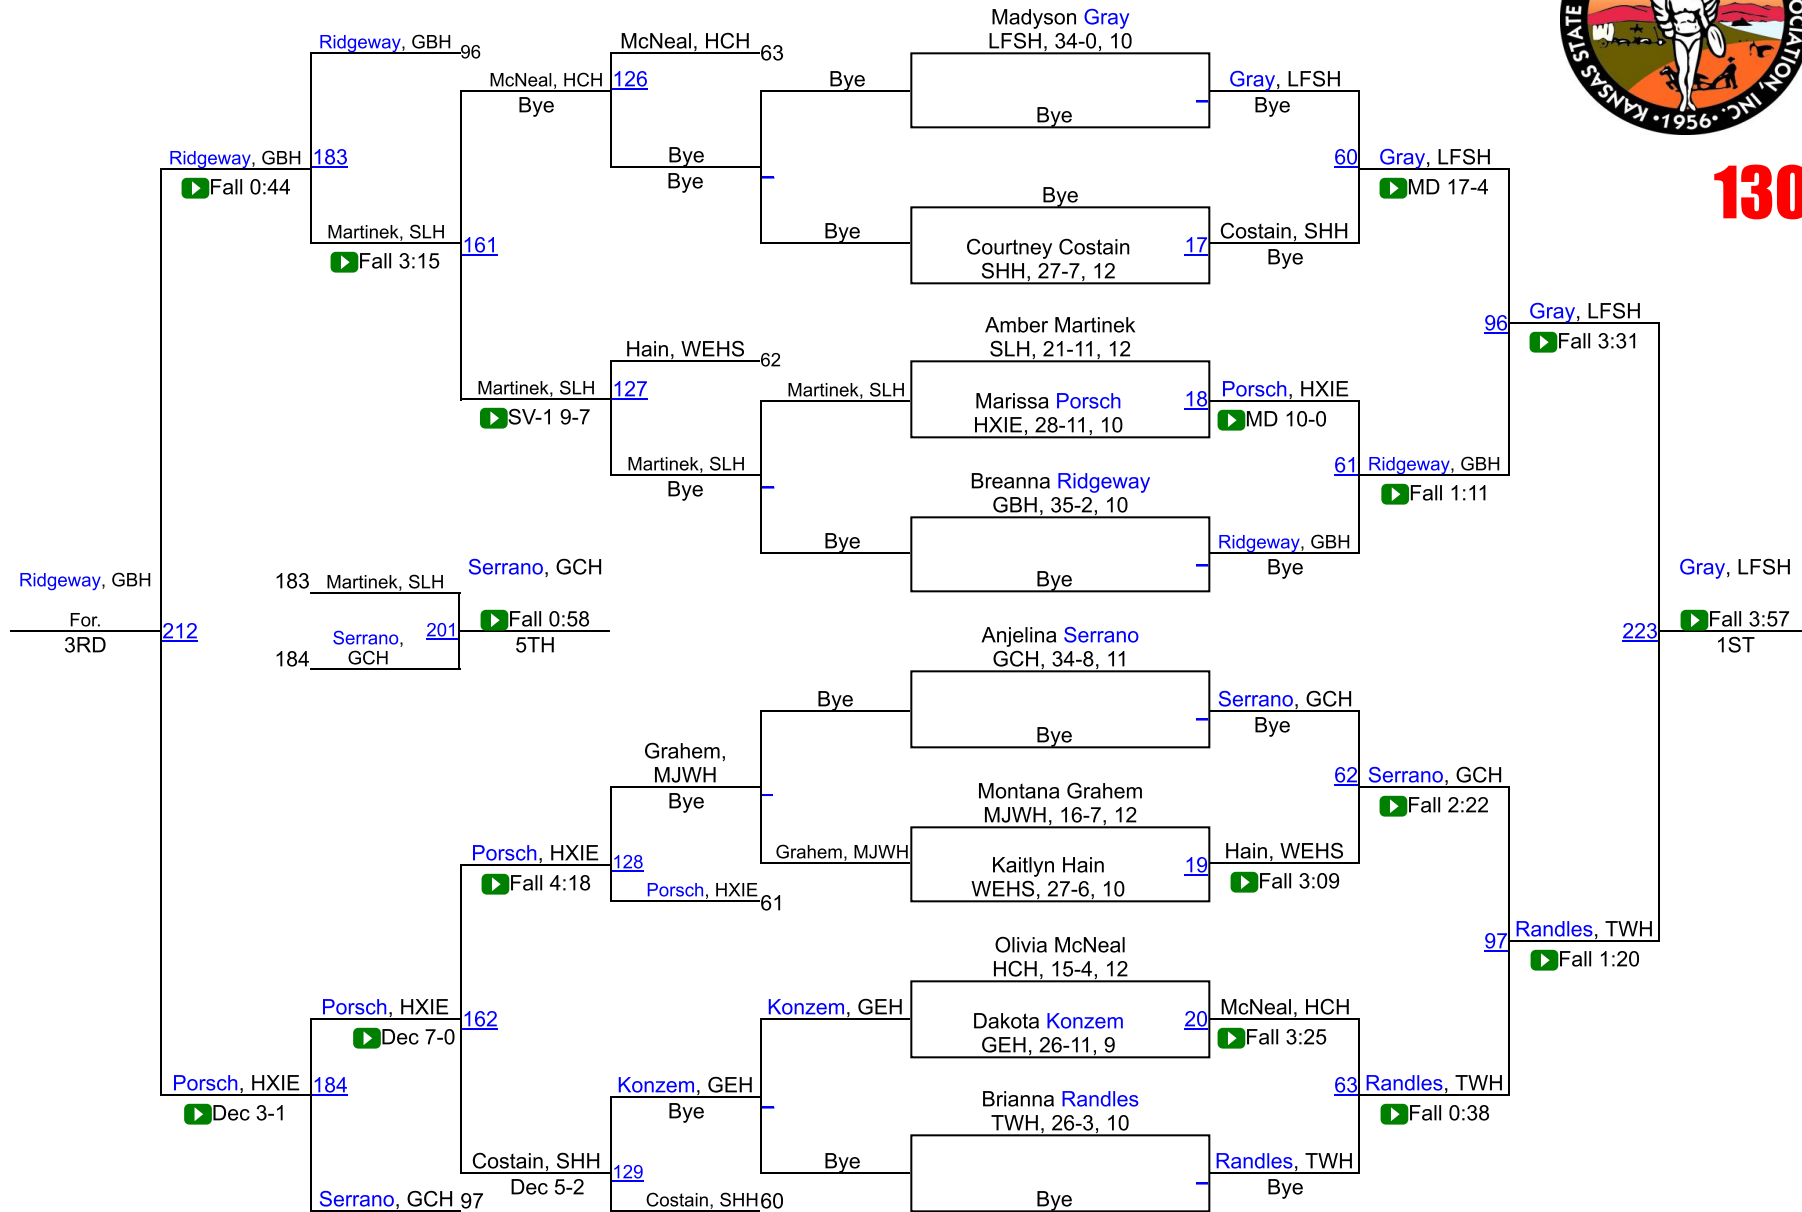 KANSAS STATE
OCIATION, INC.
•1956•
130
Madyson Gray
LFSH, 34-0, 10
Bye
Bye
Courtney Costain
SHH, 27-7, 12
Amber Martinek
SLH, 21-11, 12
Marissa Porsch
HXIE, 28-11, 10
Breanna Ridgeway
GBH, 35-2, 10
Bye
Anjelina Serrano
GCH, 34-8, 11
Bye
Montana Grahem
MJWH, 16-7, 12
Kaitlyn Hain
WEHS, 27-6, 10
Olivia McNeal
HCH, 15-4, 12
Dakota Konzem
GEH, 26-11, 9
Brianna Randles
TWH, 26-3, 10
Bye
Gray, LFSH
Bye
17
Costain, SHH
Bye
18
Porsch, HXIE
MD 10-0
Ridgeway, GBH
Bye
Serrano, GCH
Bye
19
Hain, WEHS
Fall 3:09
20
McNeal, HCH
Fall 3:25
Randles, TWH
Bye
60
Gray, LFSH
MD 17-4
61
Ridgeway, GBH
Fall 1:11
62
Serrano, GCH
Fall 2:22
63
Randles, TWH
Fall 0:38
96
Gray, LFSH
Fall 3:31
97
Randles, TWH
Fall 1:20
223
Gray, LFSH
Fall 3:57
1ST
Bye
Bye
Martinek, SLH
Bye
Bye
Grahem, MJWH
Konzem, GEH
Bye
McNeal, HCH
63
Bye
Bye
Hain, WEHS
62
Martinek, SLH
Bye
Grahem,
MJWH
Bye
Porsch, HXIE
61
Konzem, GEH
Bye
Costain, SHH
60
126
McNeal, HCH
Bye
127
Martinek, SLH
SV-1 9-7
128
Porsch, HXIE
Fall 4:18
129
Costain, SHH
Dec 5-2
Ridgeway, GBH
96
161
Martinek, SLH
Fall 3:15
162
Porsch, HXIE
Dec 7-0
Serrano, GCH
97
183
Ridgeway, GBH
Fall 0:44
184
Porsch, HXIE
Dec 3-1
183
Martinek, SLH
184
Serrano,
GCH
201
Serrano, GCH
Fall 0:58
5TH
212
Ridgeway, GBH
For.
3RD